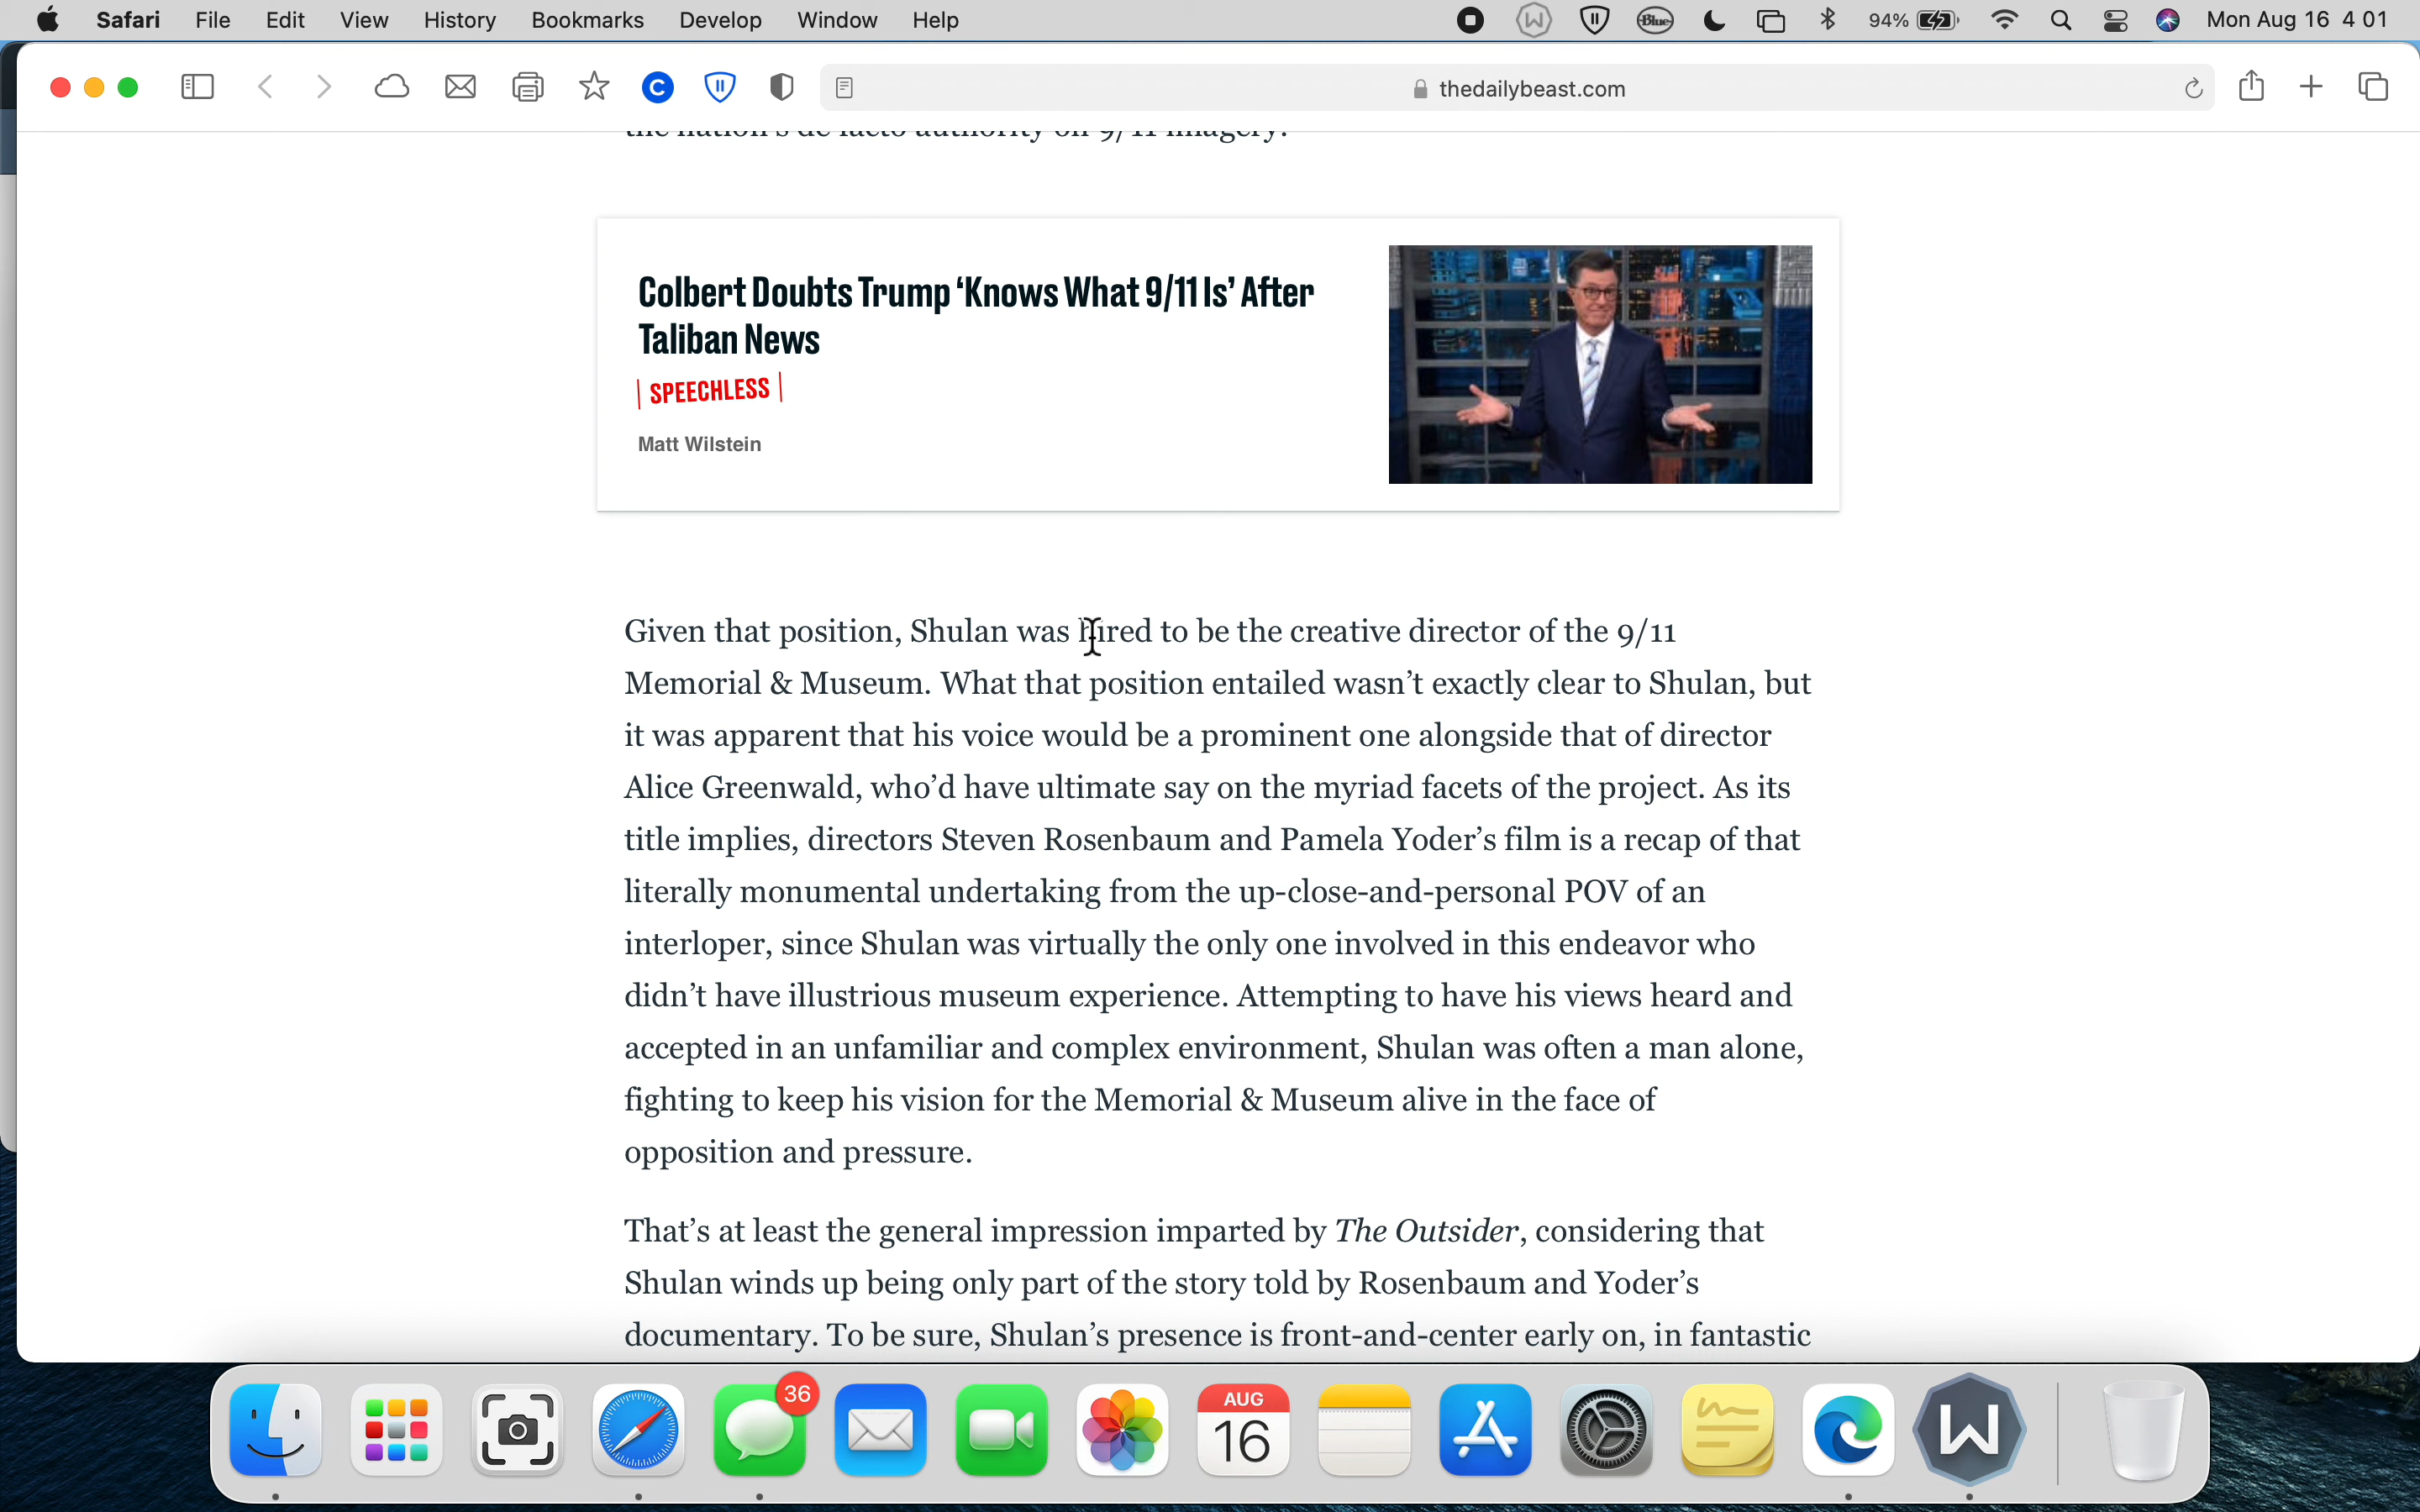 Safari File Edit View History Bookmarks Develop Window Help Blue 94% Mon Aug 16 4 01
thedailybeast.com
the nation's de facto authority on 9/11 imagery.
Colbert Doubts Trump ‘Knows What 9/11 Is’ After
Taliban News
SPEECHLESS
Matt Wilstein
Given that position, Shulan was hired to be the creative director of the 9/11
Memorial & Museum. What that position entailed wasn’t exactly clear to Shulan, but
it was apparent that his voice would be a prominent one alongside that of director
Alice Greenwald, who’d have ultimate say on the myriad facets of the project. As its
title implies, directors Steven Rosenbaum and Pamela Yoder’s film is a recap of that
literally monumental undertaking from the up-close-and-personal POV of an
interloper, since Shulan was virtually the only one involved in this endeavor who
didn’t have illustrious museum experience. Attempting to have his views heard and
accepted in an unfamiliar and complex environment, Shulan was often a man alone,
fighting to keep his vision for the Memorial & Museum alive in the face of
opposition and pressure.
That’s at least the general impression imparted by The Outsider, considering that
Shulan winds up being only part of the story told by Rosenbaum and Yoder’s
documentary. To be sure, Shulan’s presence is front-and-center early on, in fantastic
36
AUG
16